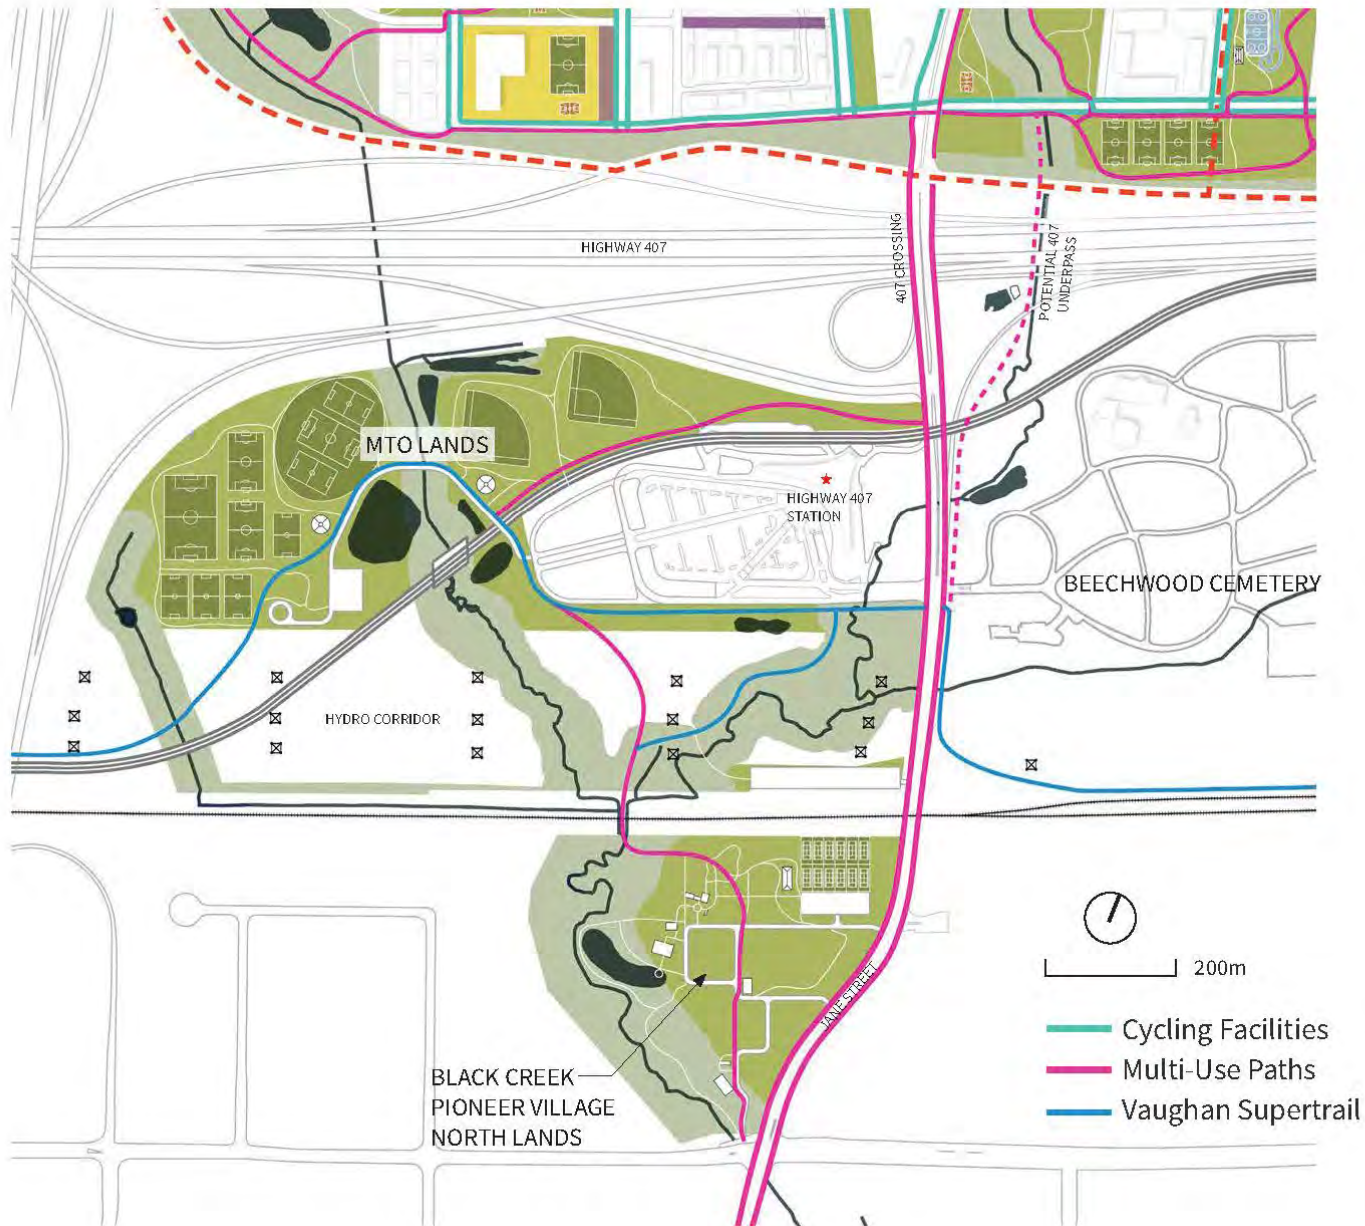 HIGHWAY 407
407 CROSSING
POTENTIAL 407
UNDERPASS
MTO LANDS
HIGHWAY 407
STATION
BEECHWOOD CEMETERY
HYDRO CORRIDOR
200m
JANE STREET
Cycling Facilities
Multi-Use Paths
Vaughan Supertrail
BLACK CREEK
PIONEER VILLAGE
NORTH LANDS